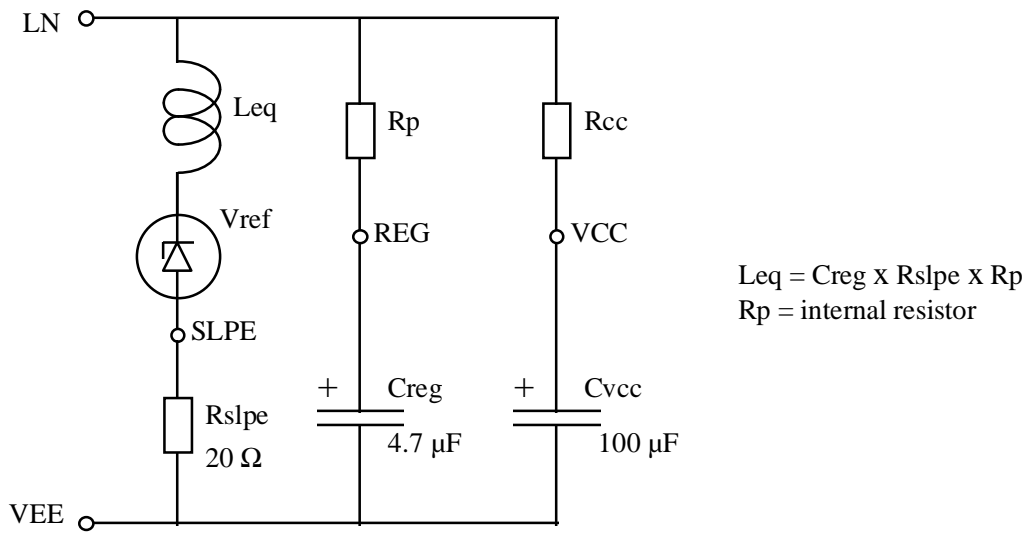 LN
Leq
Rp
Rcc
Vref
REG
VCC
Leq = Creg x Rslpe x Rp
Rp = internal resistor
SLPE
+
Creg
+
Cvcc
Rslpe
4.7 μF
100 μF
20 Ω
VEE